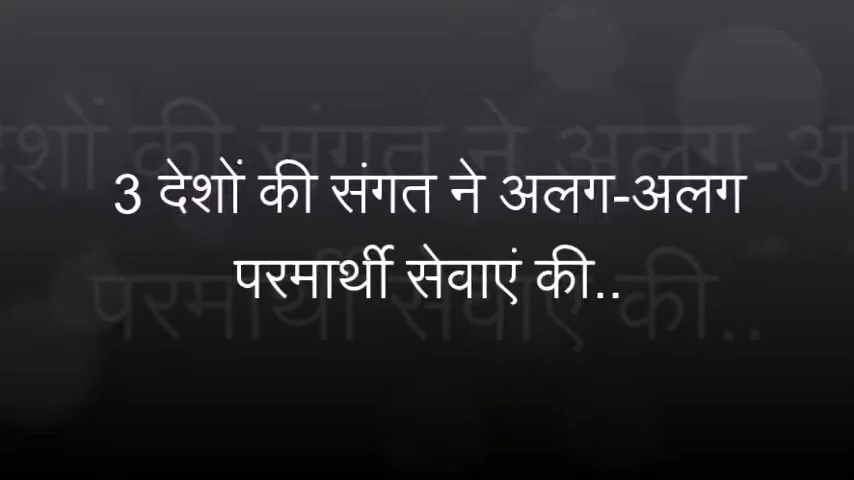 3 देशों की संगत ने अलग-अलग
परमार्थी सेवाएं की..